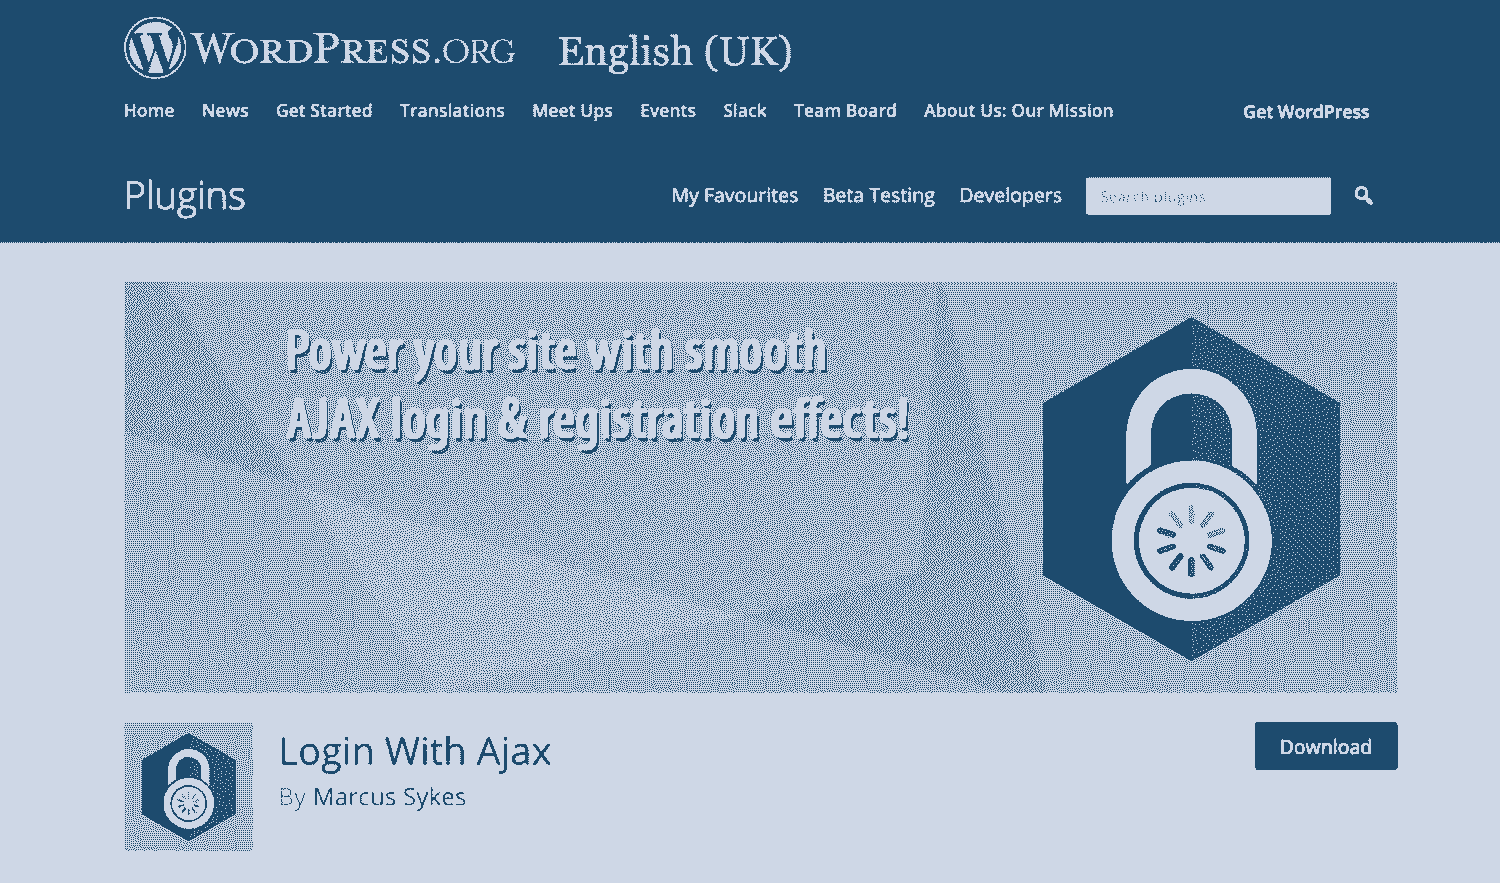 WORDPRESS.ORG English (UK)
Home News Get Started Translations Meet Ups Events Slack Team Board About Us: Our Mission Get WordPress
Plugins My Favourites Beta Testing Developers Search plugins
Power your site with smooth
AJAX login & registration effects!
Login With Ajax Download
By Marcus Sykes